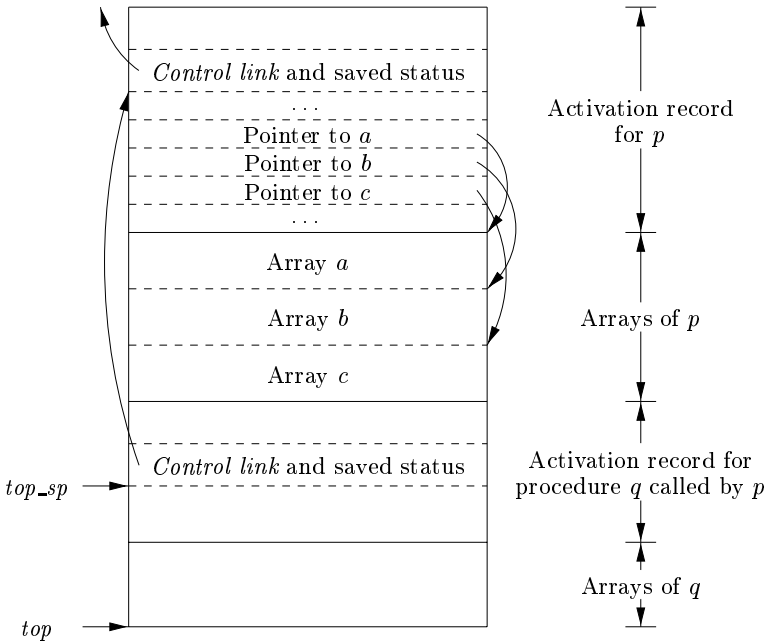 Control link and saved status
. . .
Pointer to a
Pointer to b
Pointer to c
. . .
Array a
Array b
Array c
Control link and saved status
top_sp
top
Activation record
for p
Arrays of p
Activation record for
procedure q called by p
Arrays of q